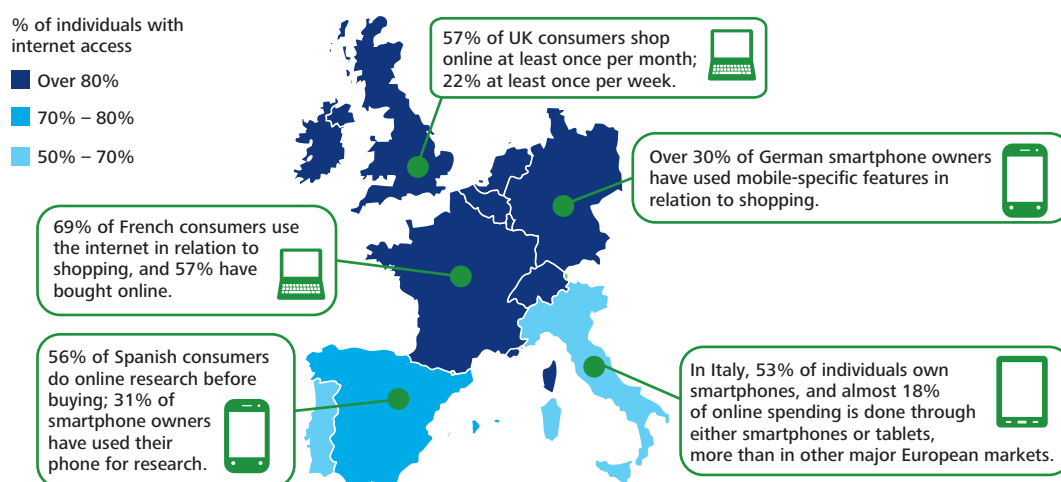 % of individuals with
internet access
Over 80%
70% – 80%
50% – 70%
57% of UK consumers shop
online at least once per month;
22% at least once per week.
Over 30% of German smartphone owners
have used mobile-specific features in
relation to shopping.
69% of French consumers use
the internet in relation to
shopping, and 57% have
bought online.
56% of Spanish consumers
do online research before
buying; 31% of
smartphone owners
have used their
phone for research.
In Italy, 53% of individuals own
smartphones, and almost 18%
of online spending is done through
either smartphones or tablets,
more than in other major European markets.